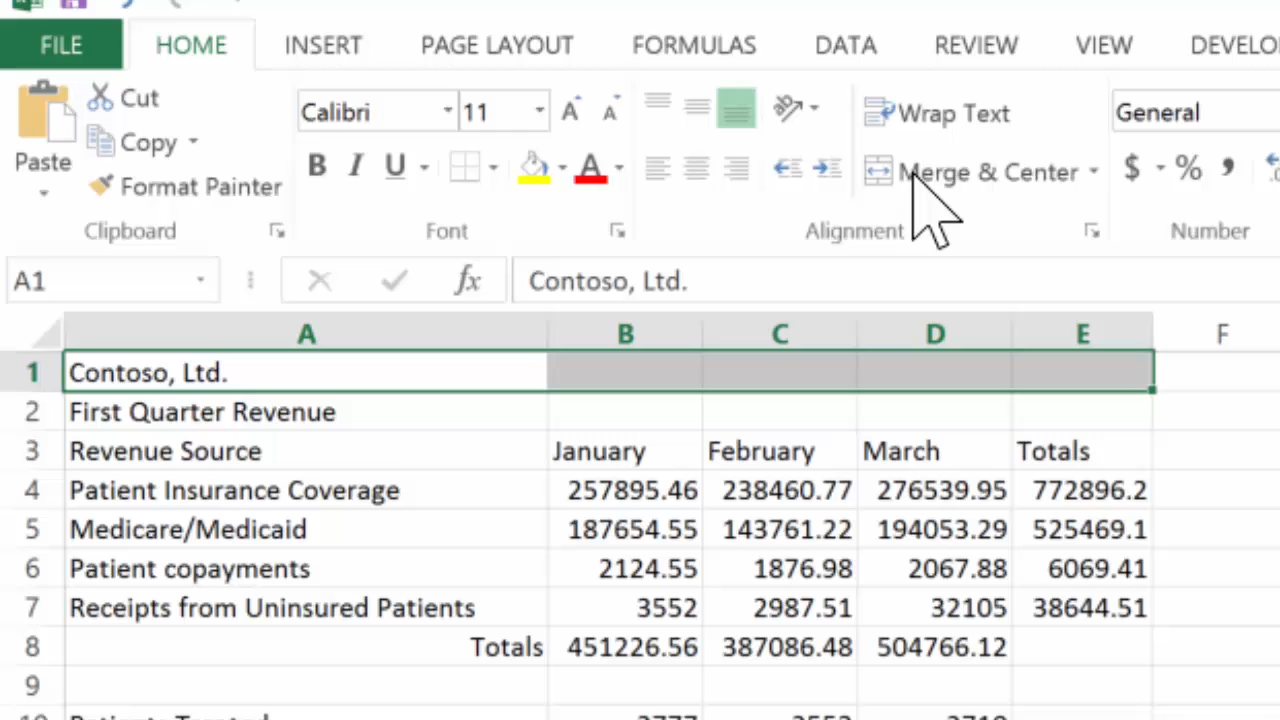 FILE HOME INSERT PAGE LAYOUT FORMULAS DATA REVIEW VIEW DEVELO
Cut
Copy
Paste
Format Painter
Clipboard
Calibri 11
A A
B I U A
Font
Wrap Text
Merge & Center
Alignment
General
$ % ,
Number
A1 fx Contoso, Ltd.
A B C D E F
1 Contoso, Ltd.
2 First Quarter Revenue
3 Revenue Source January February March Totals
4 Patient Insurance Coverage 257895.46 238460.77 276539.95 772896.2
5 Medicare/Medicaid 187654.55 143761.22 194053.29 525469.1
6 Patient copayments 2124.55 1876.98 2067.88 6069.41
7 Receipts from Uninsured Patients 3552 2987.51 32105 38644.51
8 Totals 451226.56 387086.48 504766.12
9